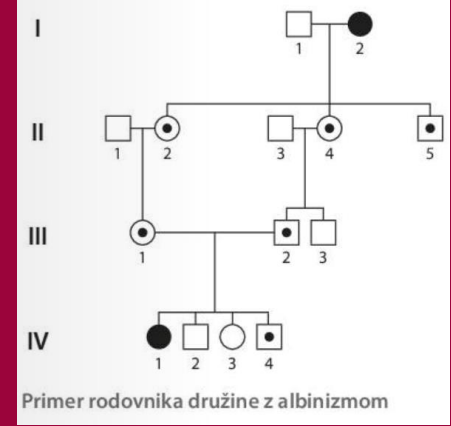 I
1 2
II
1 2 3 4 5
III
1 2 3
IV
1 2 3 4
Primer rodovnika družine z albinizmom